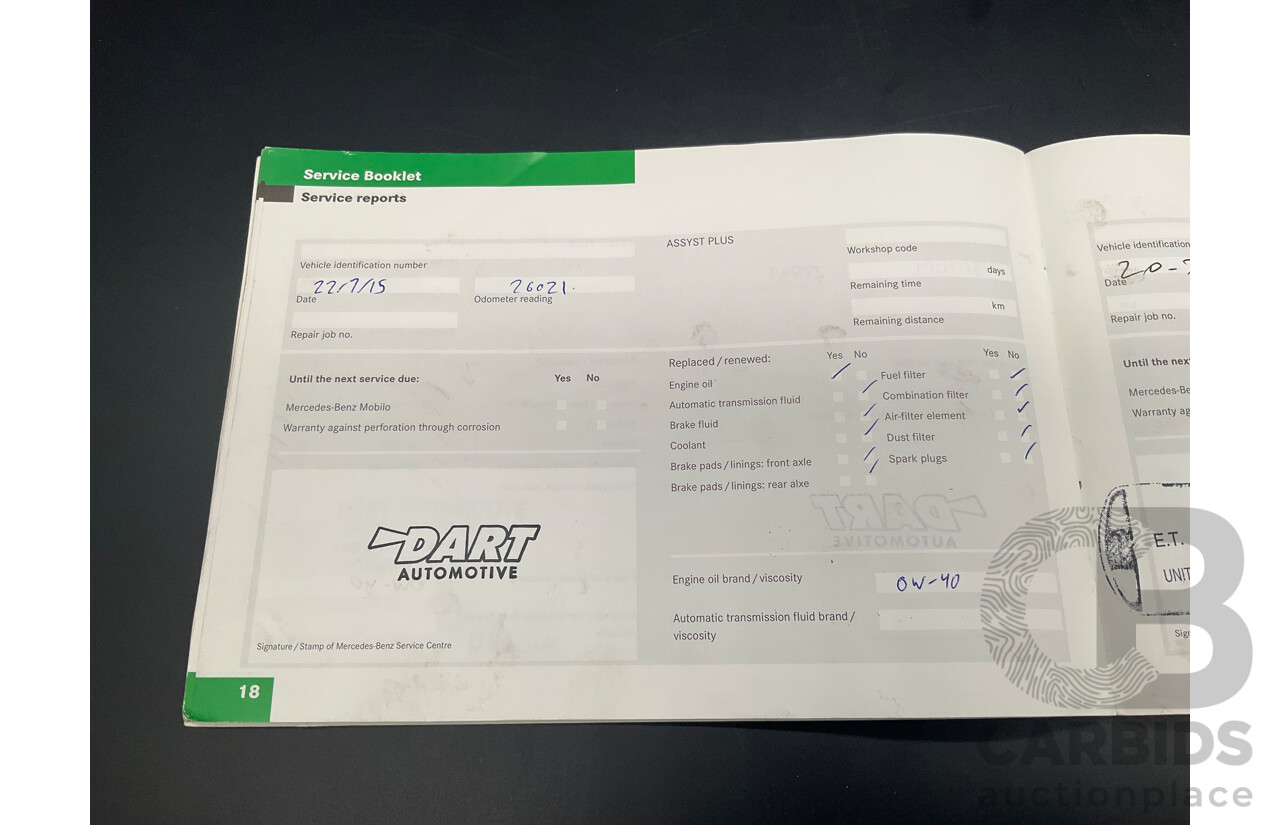 Service Booklet
Service reports
Vehicle identification number
22/7/15
Date
26021.
Odometer reading
Repair job no.
ASSYST PLUS
Workshop code
days
Remaining time
km
Remaining distance
Until the next service due: Yes No
Mercedes-Benz Mobilo
Warranty against perforation through corrosion
Replaced / renewed: Yes No
Engine oil
Automatic transmission fluid
Brake fluid
Coolant
Brake pads / linings: front axle
Brake pads / linings: rear alxe
Yes No
Fuel filter
Combination filter
Air-filter element
Dust filter
Spark plugs
DART
AUTOMOTIVE
Signature / Stamp of Mercedes-Benz Service Centre
Engine oil brand / viscosity
0W-40
Automatic transmission fluid brand /
viscosity
18
Vehicle identification
20-
Date
Repair job no.
Until the nex
Mercedes-Be
Warranty ag
E.T.
UNIT
Sig
CB
CARBIDS
auctionplace